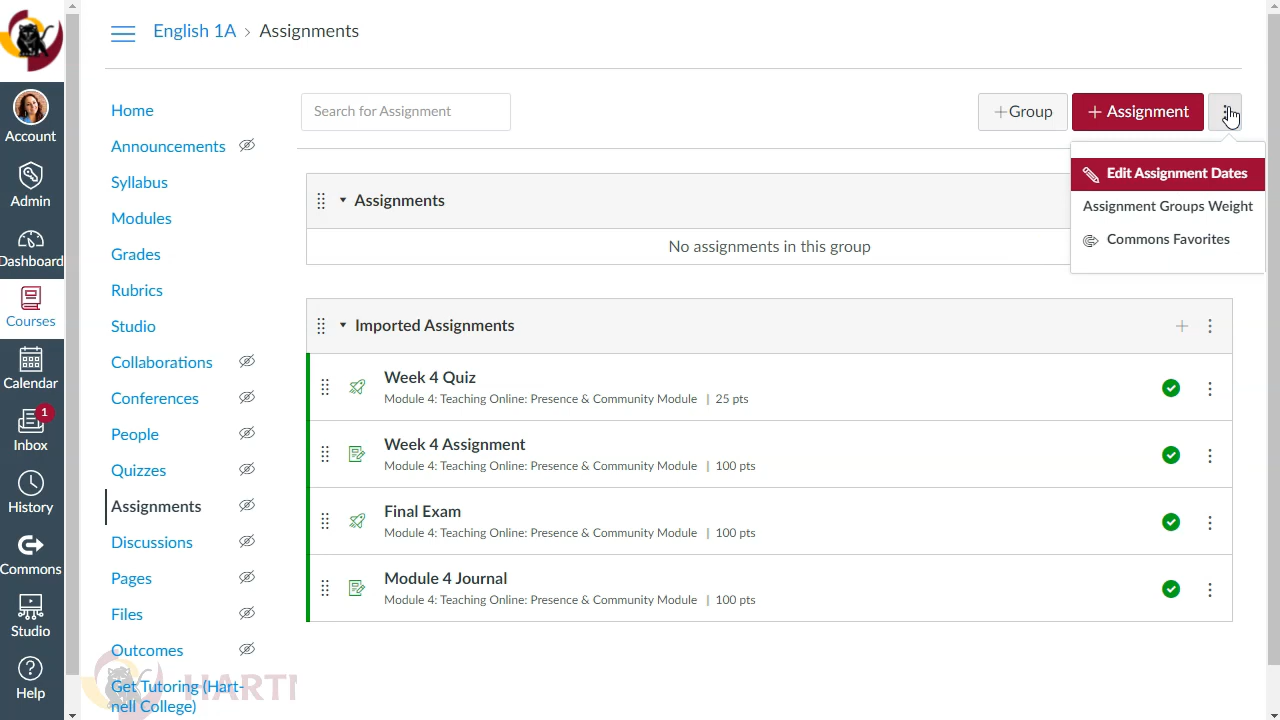 English 1A › Assignments
Account
Admin
Dashboard
Courses
Calendar
1
Inbox
History
Commons
Studio
Help
Home
Announcements
Syllabus
Modules
Grades
Rubrics
Studio
Collaborations
Conferences
People
Quizzes
Assignments
Discussions
Pages
Files
Outcomes
Get Tutoring (Hart-
nell College)
Search for Assignment
+Group
+ Assignment
Edit Assignment Dates
Assignment Groups Weight
Commons Favorites
Assignments
No assignments in this group
Imported Assignments
Week 4 Quiz
Module 4: Teaching Online: Presence & Community Module | 25 pts
Week 4 Assignment
Module 4: Teaching Online: Presence & Community Module | 100 pts
Final Exam
Module 4: Teaching Online: Presence & Community Module | 100 pts
Module 4 Journal
Module 4: Teaching Online: Presence & Community Module | 100 pts